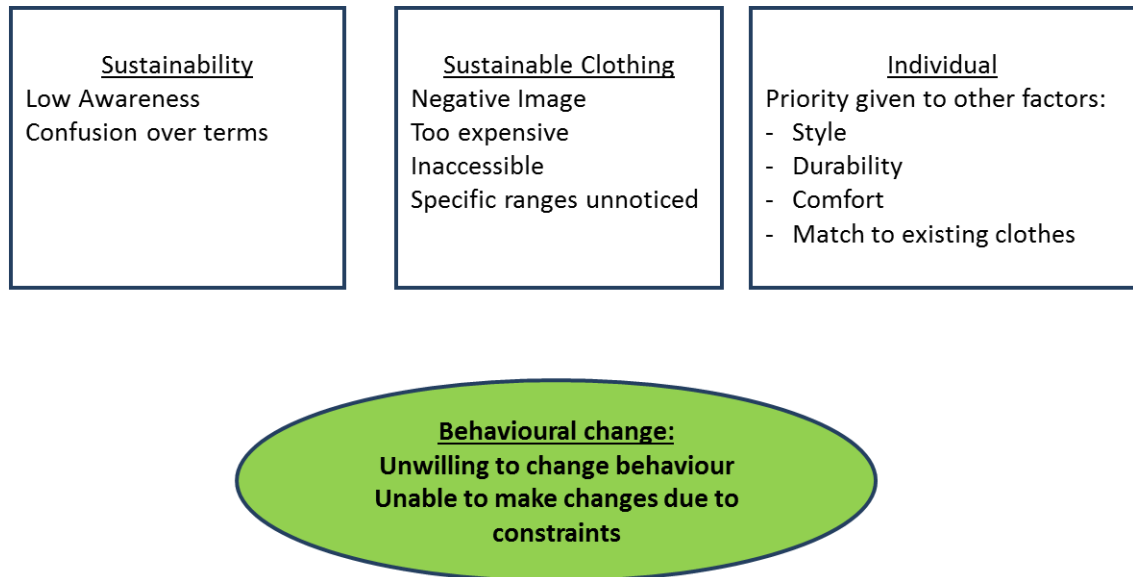 Sustainability
Low Awareness
Confusion over terms
Sustainable Clothing
Negative Image
Too expensive
Inaccessible
Specific ranges unnoticed
Individual
Priority given to other factors:
- Style
- Durability
- Comfort
- Match to existing clothes
Behavioural change:
Unwilling to change behaviour
Unable to make changes due to
constraints